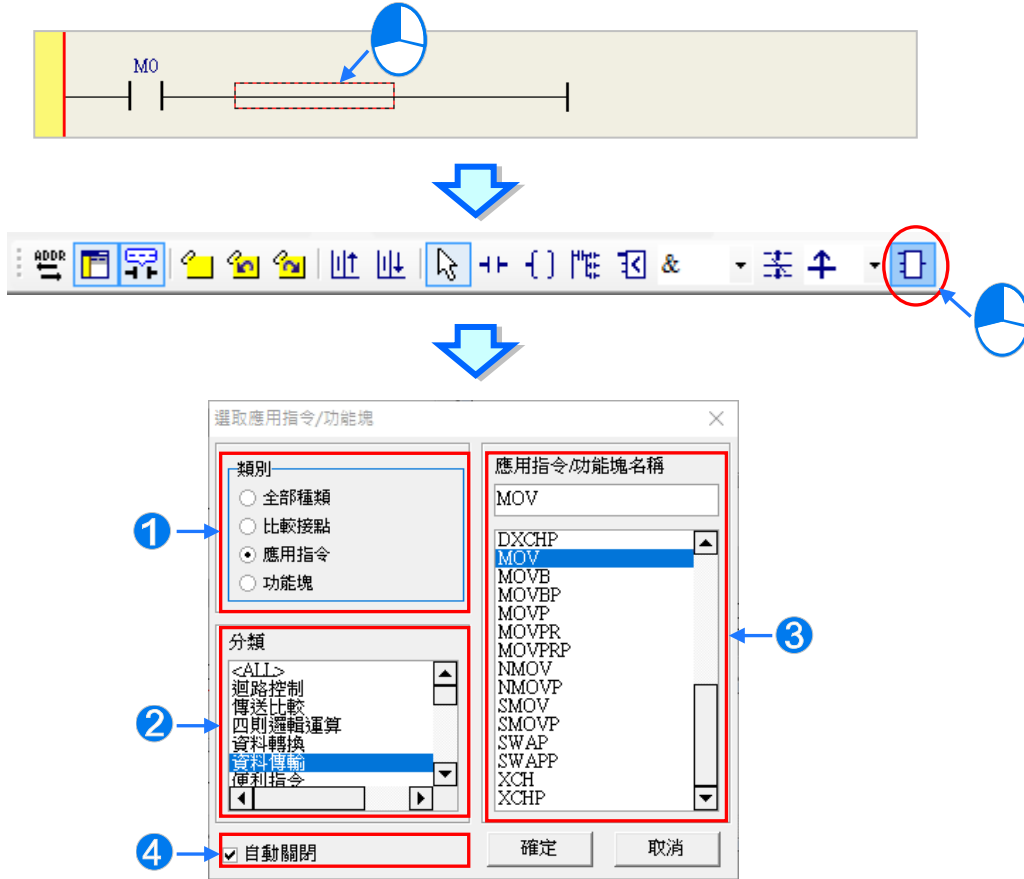 M0
ADDR
&
選取應用指令/功能塊
類別
全部種類
比較接點
應用指令
功能塊
分類
<ALL>
迴路控制
傳送比較
四則邏輯運算
資料轉換
資料傳輸
便利指令
自動關閉
應用指令/功能塊名稱
MOV
DXCHP
MOV
MOVB
MOVBP
MOVP
MOVPR
MOVPRP
NMOV
NMOVP
SMOV
SMOVP
SWAP
SWAPP
XCH
XCHP
確定
取消
1
2
3
4